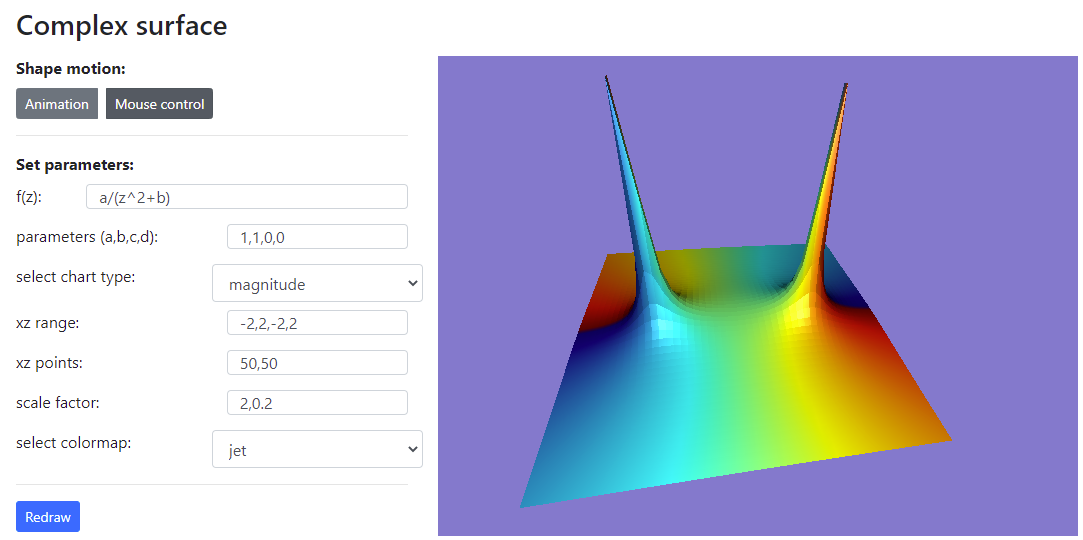 Complex surface
Shape motion:
Animation Mouse control
Set parameters:
f(z): a/(z^2+b)
parameters (a,b,c,d): 1,1,0,0
select chart type: magnitude
xz range: -2,2,-2,2
xz points: 50,50
scale factor: 2,0.2
select colormap: jet
Redraw